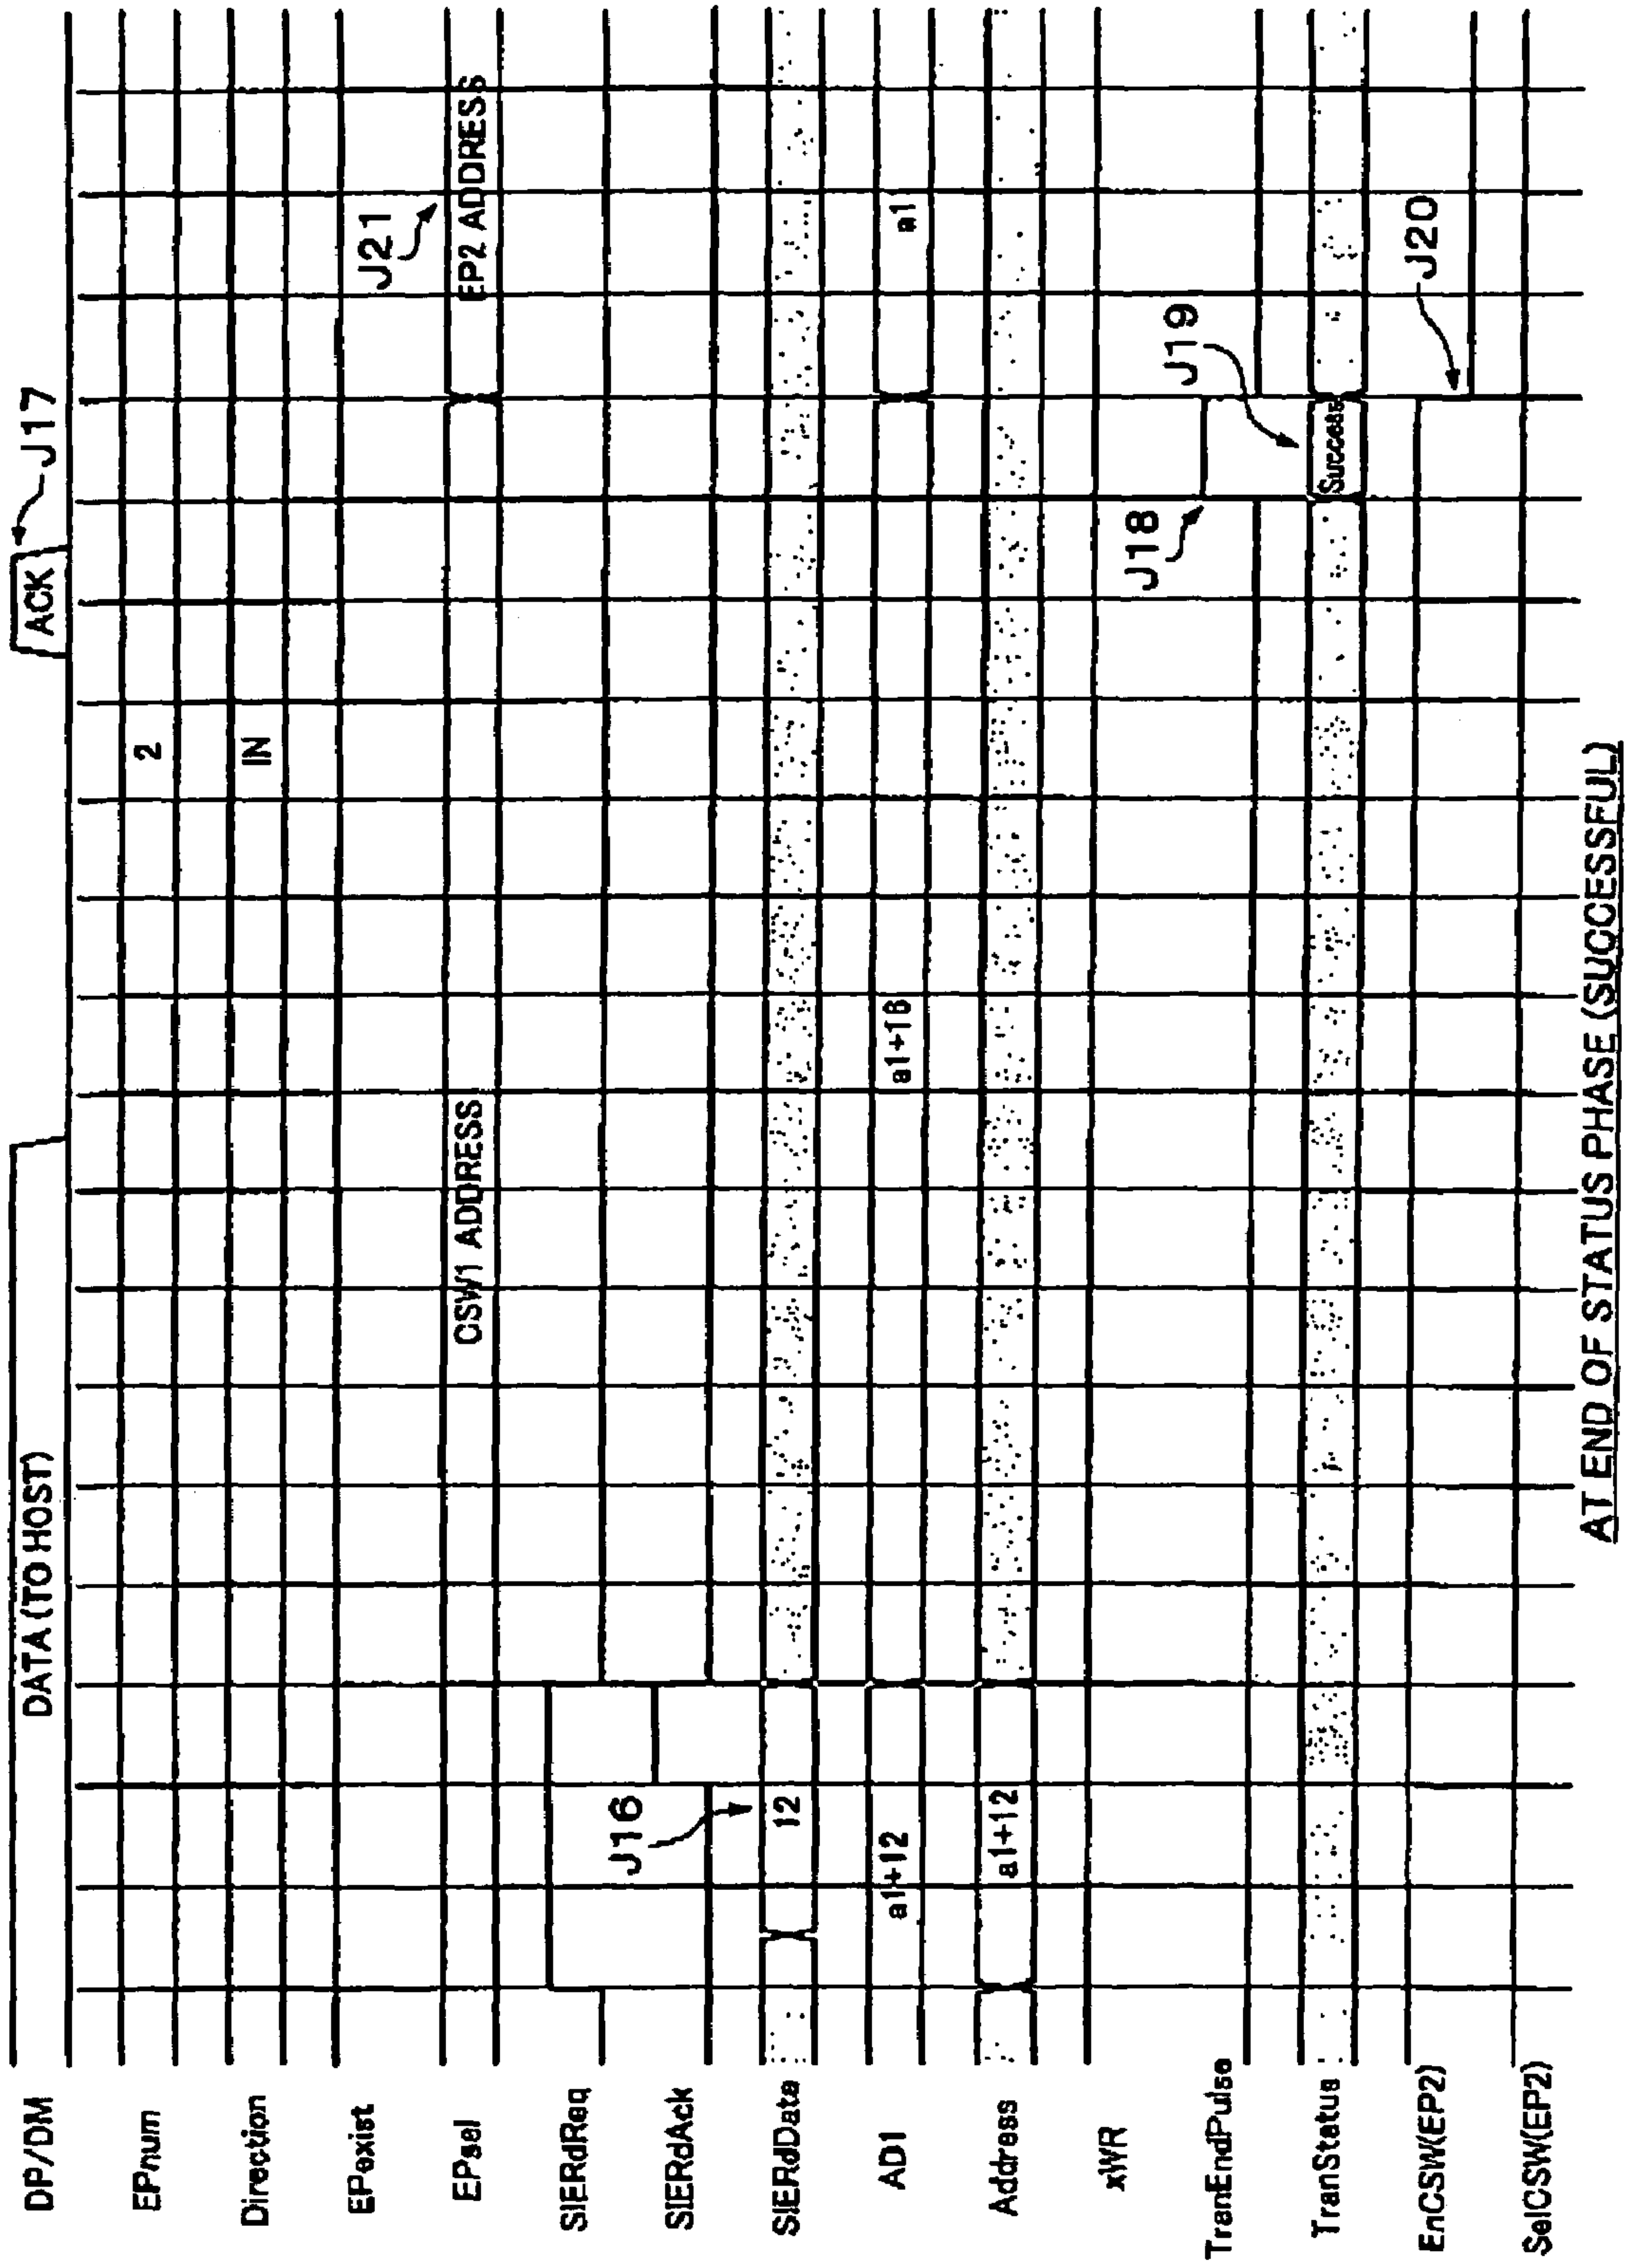 DP/DM DATA (TO HOST) ACK J17
EPnum 2
Direction IN
EPexist J21
EPsel CSW1 ADDRESS EP2 ADDRESS
SIERdReq
SIERdAck J16
SIERdData 12
AD1 a1+12 a1+16 a1
Address a1+12
xWR J18 J19
TranEndPulse
TranStatus Success
EnCSW(EP2) J20
SelCSW(EP2)
AT END OF STATUS PHASE (SUCCESSFUL)